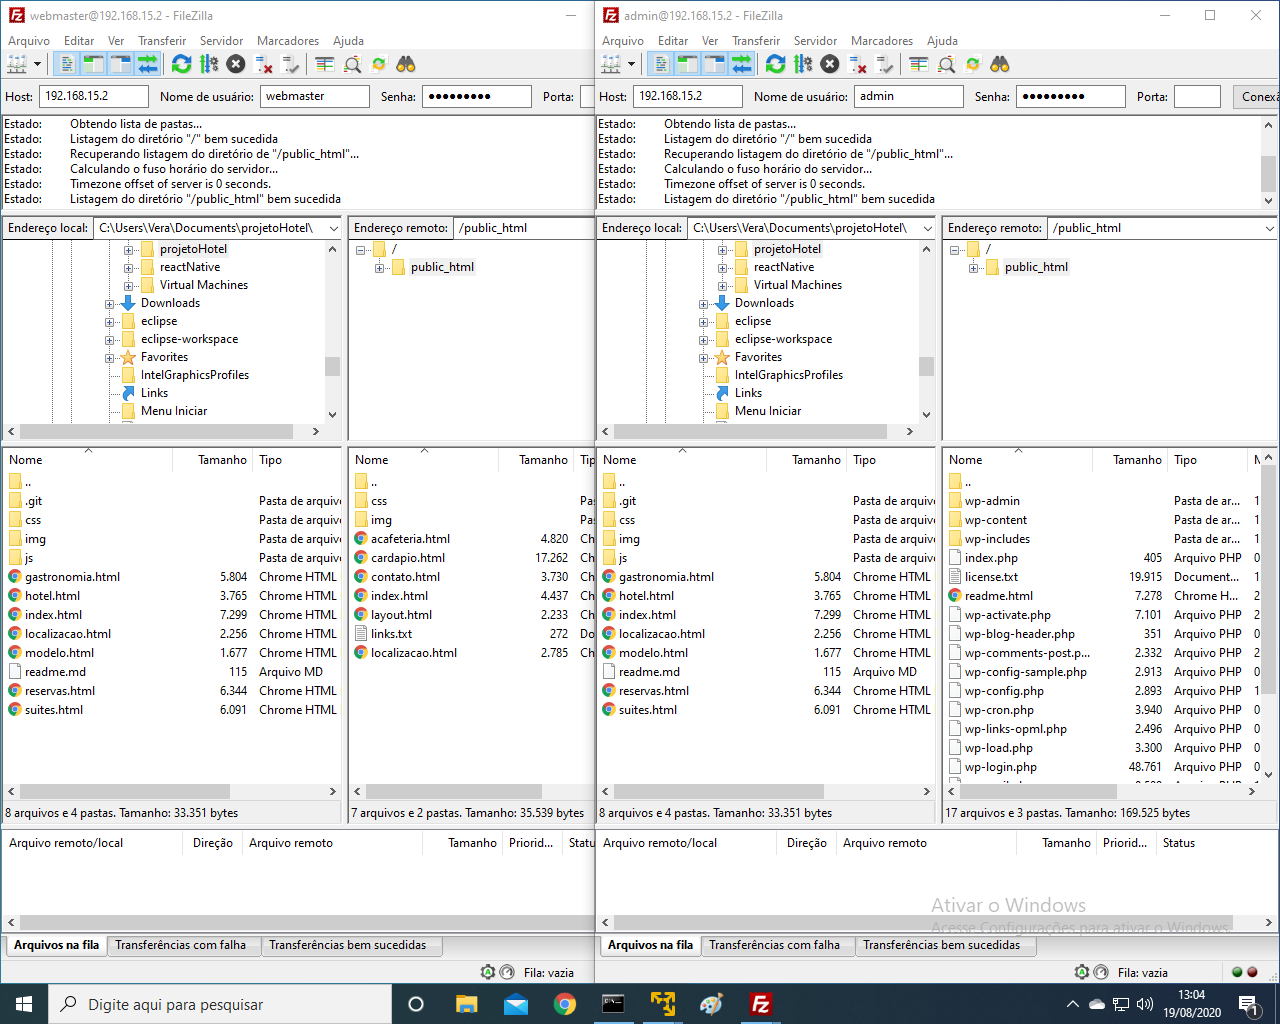 webmaster@192.168.15.2 - FileZilla
Arquivo Editar Ver Transferir Servidor Marcadores Ajuda
Host: 192.168.15.2 Nome de usuário: webmaster Senha: ●●●●●●●●● Porta:
Estado: Obtendo lista de pastas...
Estado: Listagem do diretório "/" bem sucedida
Estado: Recuperando listagem do diretório de "/public_html"...
Estado: Calculando o fuso horário do servidor...
Estado: Timezone offset of server is 0 seconds.
Estado: Listagem do diretório "/public_html" bem sucedida
Endereço local: C:\Users\Vera\Documents\projetoHotel\
projetoHotel
reactNative
Virtual Machines
Downloads
eclipse
eclipse-workspace
Favorites
IntelGraphicsProfiles
Links
Menu Iniciar
Endereço remoto: /public_html
/
public_html
Nome Tamanho Tipo
..
.git Pasta de arquivo
css Pasta de arquivo
img Pasta de arquivo
js Pasta de arquivo
gastronomia.html 5.804 Chrome HTML
hotel.html 3.765 Chrome HTML
index.html 7.299 Chrome HTML
localizacao.html 2.256 Chrome HTML
modelo.html 1.677 Chrome HTML
readme.md 115 Arquivo MD
reservas.html 6.344 Chrome HTML
suites.html 6.091 Chrome HTML
8 arquivos e 4 pastas. Tamanho: 33.351 bytes
Nome Tamanho Tip
..
css Pas
img Pas
acafeteria.html 4.820 Ch
cardapio.html 17.262 Ch
contato.html 3.730 Ch
index.html 4.437 Ch
layout.html 2.233 Ch
links.txt 272 Do
localizacao.html 2.785 Ch
7 arquivos e 2 pastas. Tamanho: 35.539 bytes
Arquivo remoto/local Direção Arquivo remoto Tamanho Priorid... Statu
Arquivos na fila Transferências com falha Transferências bem sucedidas
Fila: vazia
admin@192.168.15.2 - FileZilla
Arquivo Editar Ver Transferir Servidor Marcadores Ajuda
Host: 192.168.15.2 Nome de usuário: admin Senha: ●●●●●●●●● Porta: Conexã
Estado: Obtendo lista de pastas...
Estado: Listagem do diretório "/" bem sucedida
Estado: Recuperando listagem do diretório de "/public_html"...
Estado: Calculando o fuso horário do servidor...
Estado: Timezone offset of server is 0 seconds.
Estado: Listagem do diretório "/public_html" bem sucedida
Endereço local: C:\Users\Vera\Documents\projetoHotel\
projetoHotel
reactNative
Virtual Machines
Downloads
eclipse
eclipse-workspace
Favorites
IntelGraphicsProfiles
Links
Menu Iniciar
Endereço remoto: /public_html
/
public_html
Nome Tamanho Tipo
..
.git Pasta de arquivo
css Pasta de arquivo
img Pasta de arquivo
js Pasta de arquivo
gastronomia.html 5.804 Chrome HTML
hotel.html 3.765 Chrome HTML
index.html 7.299 Chrome HTML
localizacao.html 2.256 Chrome HTML
modelo.html 1.677 Chrome HTML
readme.md 115 Arquivo MD
reservas.html 6.344 Chrome HTML
suites.html 6.091 Chrome HTML
8 arquivos e 4 pastas. Tamanho: 33.351 bytes
Nome Tamanho Tipo
..
wp-admin Pasta de ar... 1
wp-content Pasta de ar... 1
wp-includes Pasta de ar... 1
index.php 405 Arquivo PHP 0
license.txt 19.915 Document... 1
readme.html 7.278 Chrome H... 2
wp-activate.php 7.101 Arquivo PHP 2
wp-blog-header.php 351 Arquivo PHP 0
wp-comments-post.p... 2.332 Arquivo PHP 2
wp-config-sample.php 2.913 Arquivo PHP 0
wp-config.php 2.893 Arquivo PHP 1
wp-cron.php 3.940 Arquivo PHP 0
wp-links-opml.php 2.496 Arquivo PHP 0
wp-load.php 3.300 Arquivo PHP 0
wp-login.php 48.761 Arquivo PHP 0
17 arquivos e 3 pastas. Tamanho: 169.525 bytes
Arquivo remoto/local Direção Arquivo remoto Tamanho Priorid... Status
Ativar o Windows
Acesse Configurações para ativar o Windows.
Arquivos na fila Transferências com falha Transferências bem sucedidas
Fila: vazia
Digite aqui para pesquisar
13:04
19/08/2020
1